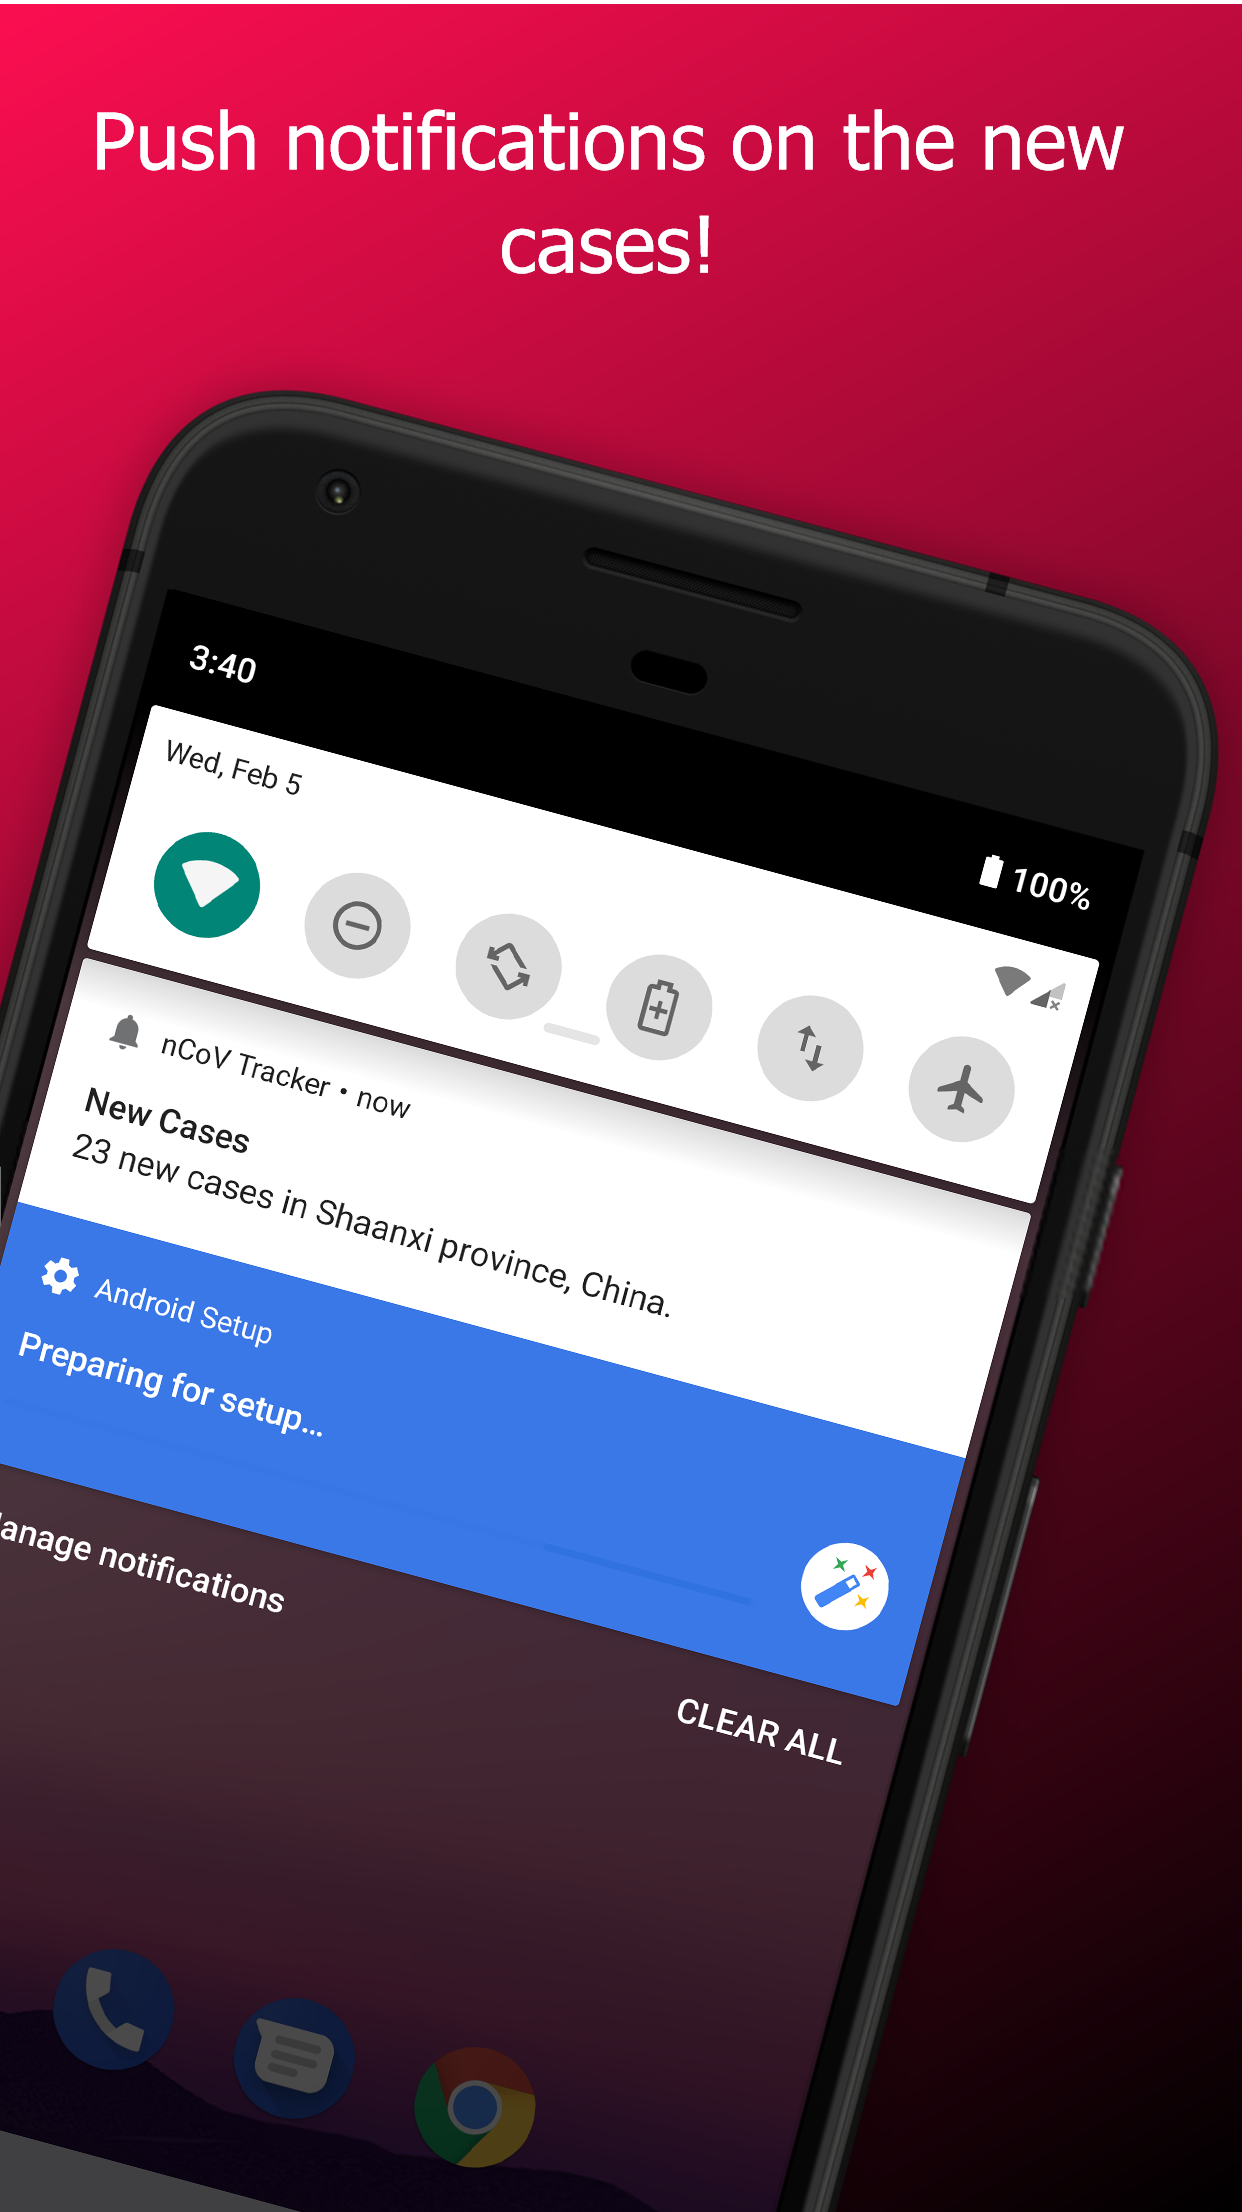 Push notifications on the new
cases!
3:40
100%
Wed, Feb 5
nCoV Tracker • now
New Cases
23 new cases in Shaanxi province, China.
Android Setup
Preparing for setup...
anage notifications
CLEAR ALL